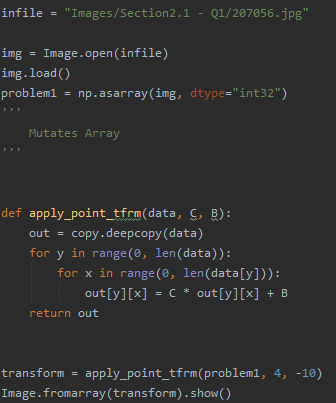 infile = "Images/Section2.1 - Q1/207056.jpg"
img = Image.open(infile)
img.load()
problem1 = np.asarray(img, dtype="int32")
'''
    Mutates Array
'''
def apply_point_tfrm(data, C, B):
    out = copy.deepcopy(data)
    for y in range(0, len(data)):
        for x in range(0, len(data[y])):
            out[y][x] = C * out[y][x] + B
    return out
transform = apply_point_tfrm(problem1, 4, -10)
Image.fromarray(transform).show()